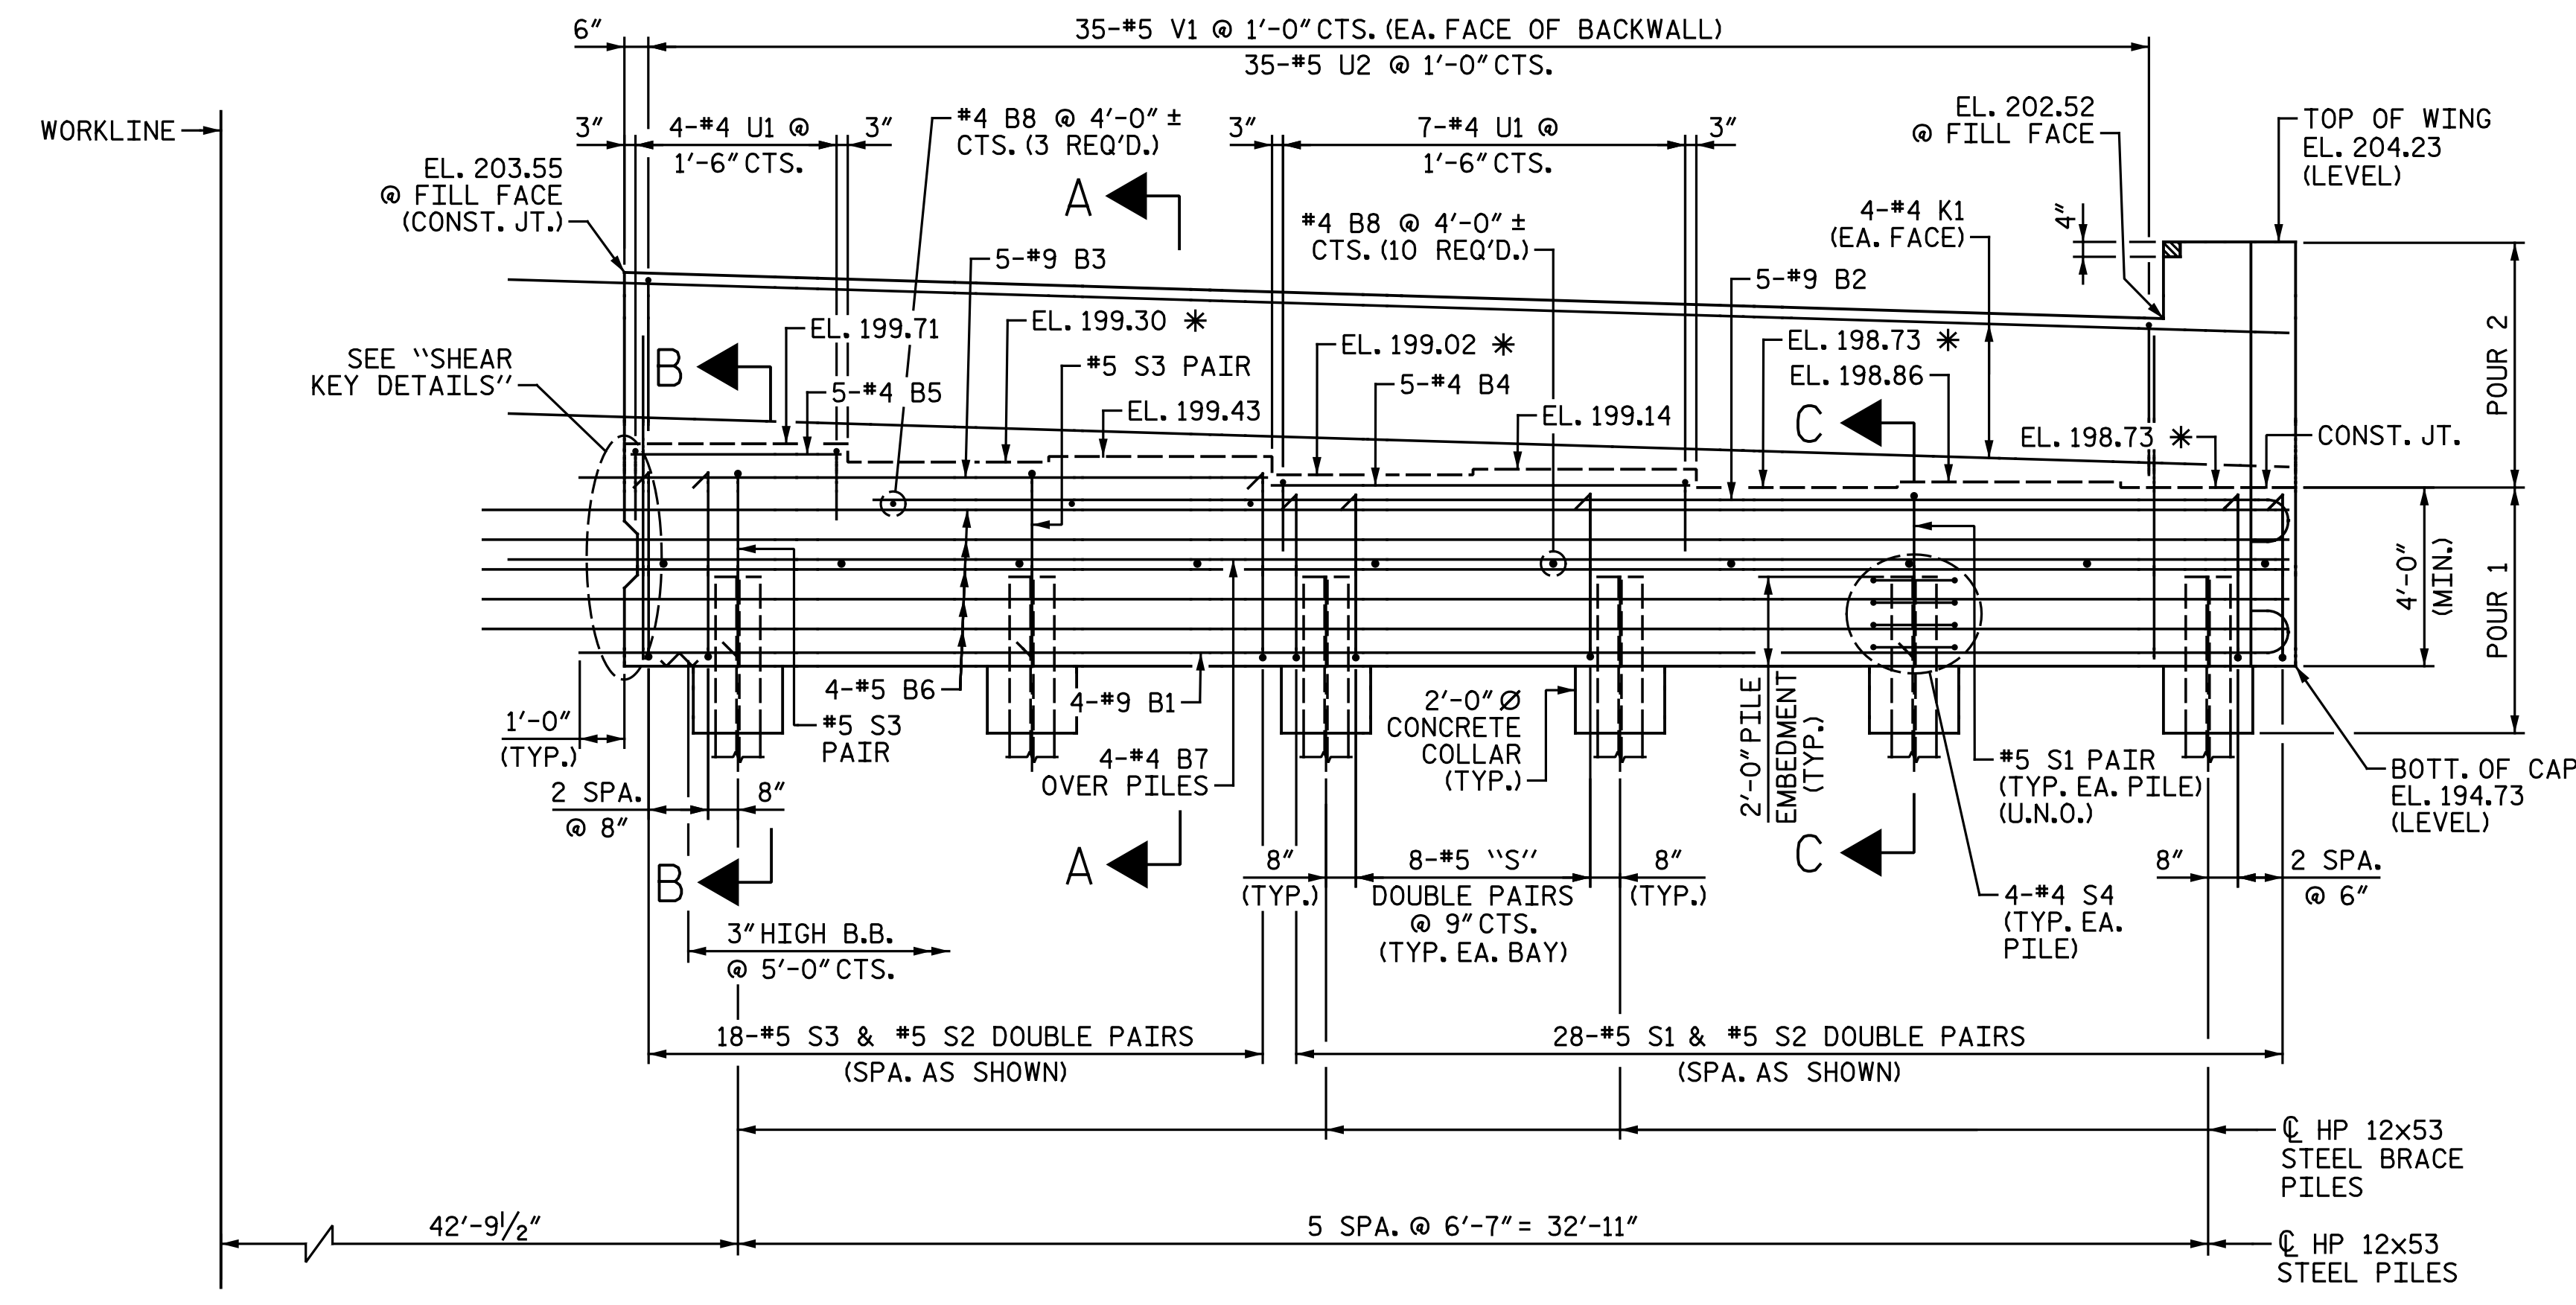 6"
35-#5 V1 @ 1'-0" CTS. (EA. FACE OF BACKWALL)
35-#5 U2 @ 1'-0" CTS.
WORKLINE
3"
4-#4 U1 @
1'-6" CTS.
3"
#4 B8 @ 4'-0" ±
CTS. (3 REQ'D.)
3"
7-#4 U1 @
1'-6" CTS.
3"
EL. 202.52
@ FILL FACE
TOP OF WING
EL. 204.23
(LEVEL)
EL. 203.55
@ FILL FACE
(CONST. JT.)
A
#4 B8 @ 4'-0" ±
CTS. (10 REQ'D.)
4-#4 K1
(EA. FACE)
4"
5-#9 B3
5-#9 B2
EL. 199.71
EL. 199.30 *
EL. 199.02 *
EL. 198.73 *
SEE "SHEAR
KEY DETAILS"
B
#5 S3 PAIR
5-#4 B5
EL. 199.43
5-#4 B4
EL. 199.14
EL. 198.86
C
EL. 198.73 *
CONST. JT.
POUR 2
4'-0"
(MIN.)
POUR 1
1'-0"
(TYP.)
4-#5 B6
#5 S3
PAIR
4-#9 B1
4-#4 B7
OVER PILES
2'-0" Ø
CONCRETE
COLLAR
(TYP.)
2'-0" PILE
EMBEDMENT
(TYP.)
#5 S1 PAIR
(TYP. EA. PILE)
(U.N.O.)
BOTT. OF CAP
EL. 194.73
(LEVEL)
2 SPA.
@ 8"
8"
B
A
8"
(TYP.)
8-#5 "S"
DOUBLE PAIRS
@ 9" CTS.
(TYP. EA. BAY)
8"
(TYP.)
C
4-#4 S4
(TYP. EA.
PILE)
8"
2 SPA.
@ 6"
3" HIGH B.B.
@ 5'-0" CTS.
18-#5 S3 & #5 S2 DOUBLE PAIRS
(SPA. AS SHOWN)
28-#5 S1 & #5 S2 DOUBLE PAIRS
(SPA. AS SHOWN)
℄ HP 12x53
STEEL BRACE
PILES
42'-9½"
5 SPA. @ 6'-7" = 32'-11"
℄ HP 12x53
STEEL PILES